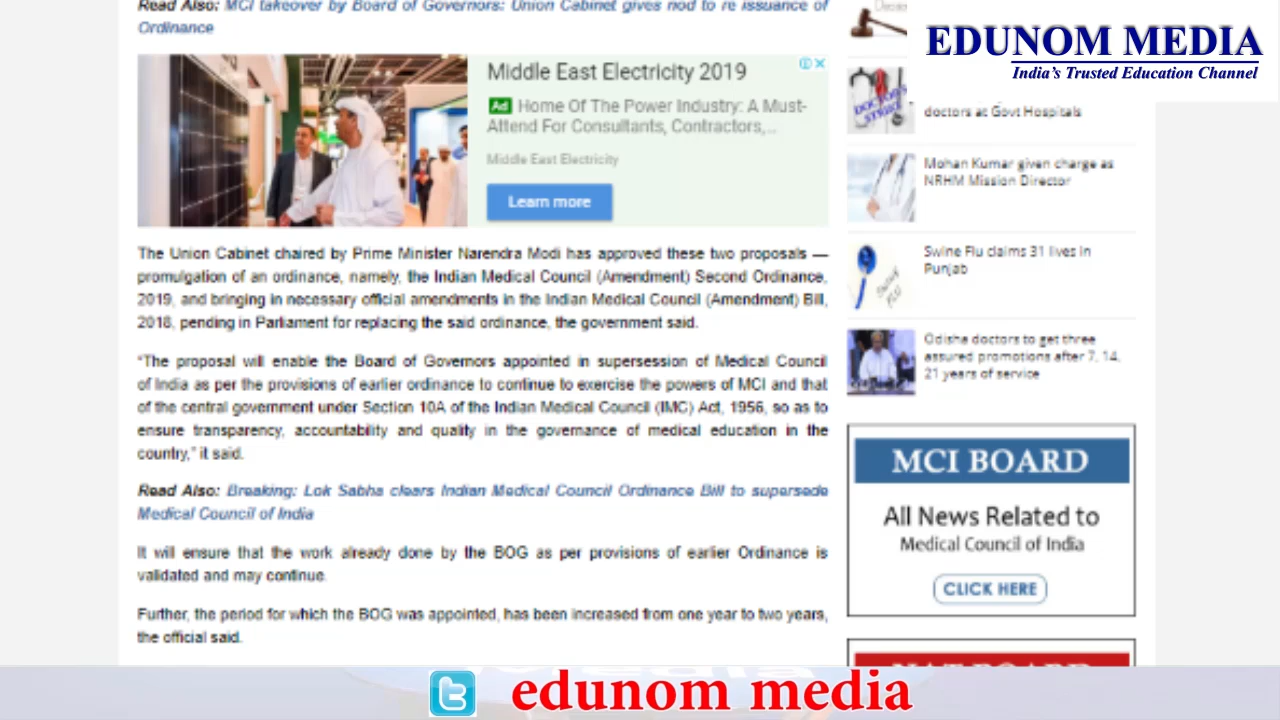 Read Also: MCI takeover by Board of Governors: Union Cabinet gives nod to re issuance of
Ordinance
Middle East Electricity 2019
Ad Home Of The Power Industry: A Must-
Attend For Consultants, Contractors,...
Middle East Electricity
Learn more
The Union Cabinet chaired by Prime Minister Narendra Modi has approved these two proposals —
promulgation of an ordinance, namely, the Indian Medical Council (Amendment) Second Ordinance,
2019, and bringing in necessary official amendments in the Indian Medical Council (Amendment) Bill,
2018, pending in Parliament for replacing the said ordinance, the government said.
"The proposal will enable the Board of Governors appointed in supersession of Medical Council
of India as per the provisions of earlier ordinance to continue to exercise the powers of MCI and that
of the central government under Section 10A of the Indian Medical Council (IMC) Act, 1956, so as to
ensure transparency, accountability and quality in the governance of medical education in the
country," it said.
Read Also: Breaking: Lok Sabha clears Indian Medical Council Ordinance Bill to supersede
Medical Council of India
It will ensure that the work already done by the BOG as per provisions of earlier Ordinance is
validated and may continue.
Further, the period for which the BOG was appointed, has been increased from one year to two years,
the official said.
EDUNOM MEDIA
India's Trusted Education Channel
DOCTORS
STRIKE
doctors at Govt Hospitals
Mohan Kumar given charge as
NRHM Mission Director
SWINE
FLU
Swine Flu claims 31 lives in
Punjab
Odisha doctors to get three
assured promotions after 7, 14,
21 years of service
MCI BOARD
All News Related to
Medical Council of India
CLICK HERE
edunom media